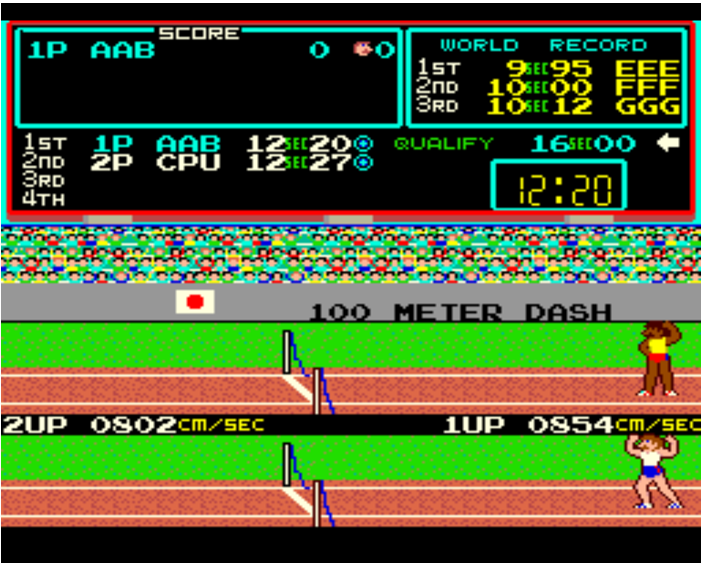 SCORE
1P AAB 0 0
WORLD RECORD
1ST 9SEC95 EEE
2ND 10SEC00 FFF
3RD 10SEC12 GGG
1ST 1P AAB 12SEC20
2ND 2P CPU 12SEC27
3RD
4TH
QUALIFY 16SEC00
12:20
100 METER DASH
2UP 0802CM/SEC 1UP 0854CM/SEC